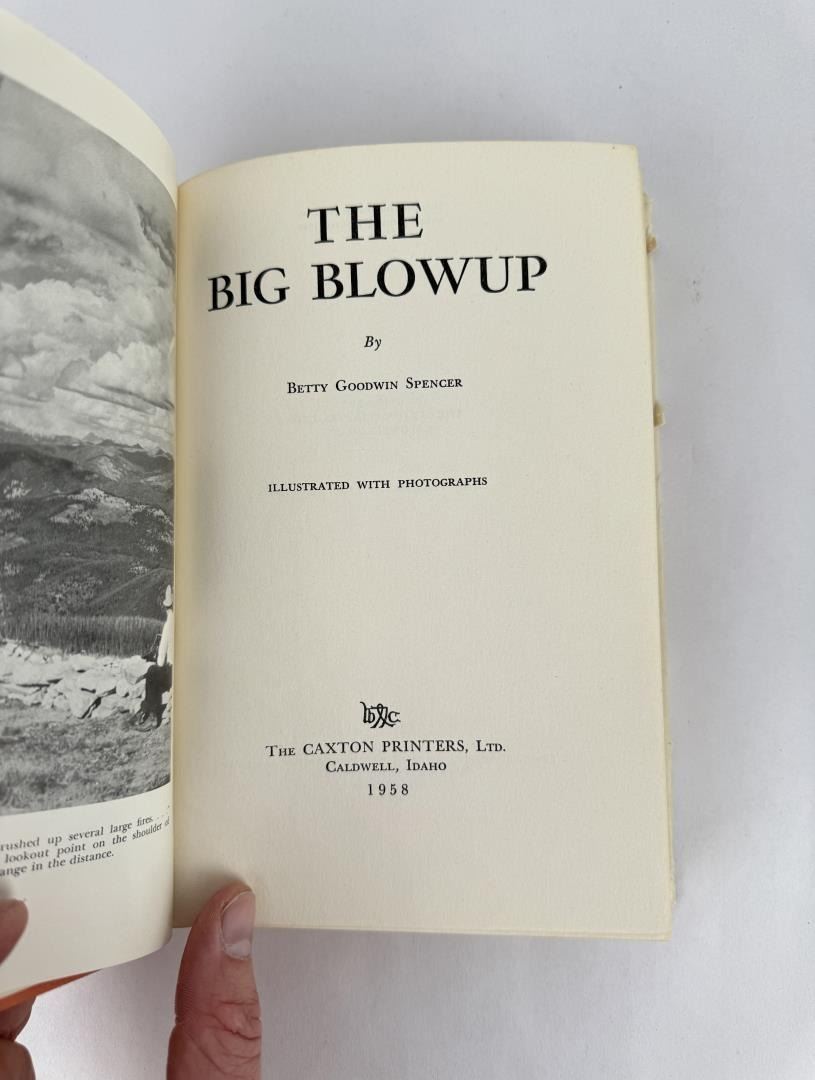 rushed up several large fires. . . .
lookout point on the shoulder of
ange in the distance.
THE
BIG BLOWUP
By
BETTY GOODWIN SPENCER
ILLUSTRATED WITH PHOTOGRAPHS
THE CAXTON PRINTERS, LTD.
CALDWELL, IDAHO
1958